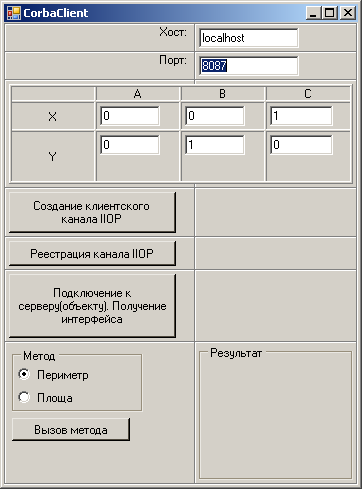 CorbaClient
Хост: localhost
Порт: 8087
A B C
X 0 0 1
Y 0 1 0
Создание клиентского
канала IIOP
Реестрация канала IIOP
Подключение к
серверу(объекту). Получение
интерфейса
Метод
Периметр
Площа
Вызов метода
Результат